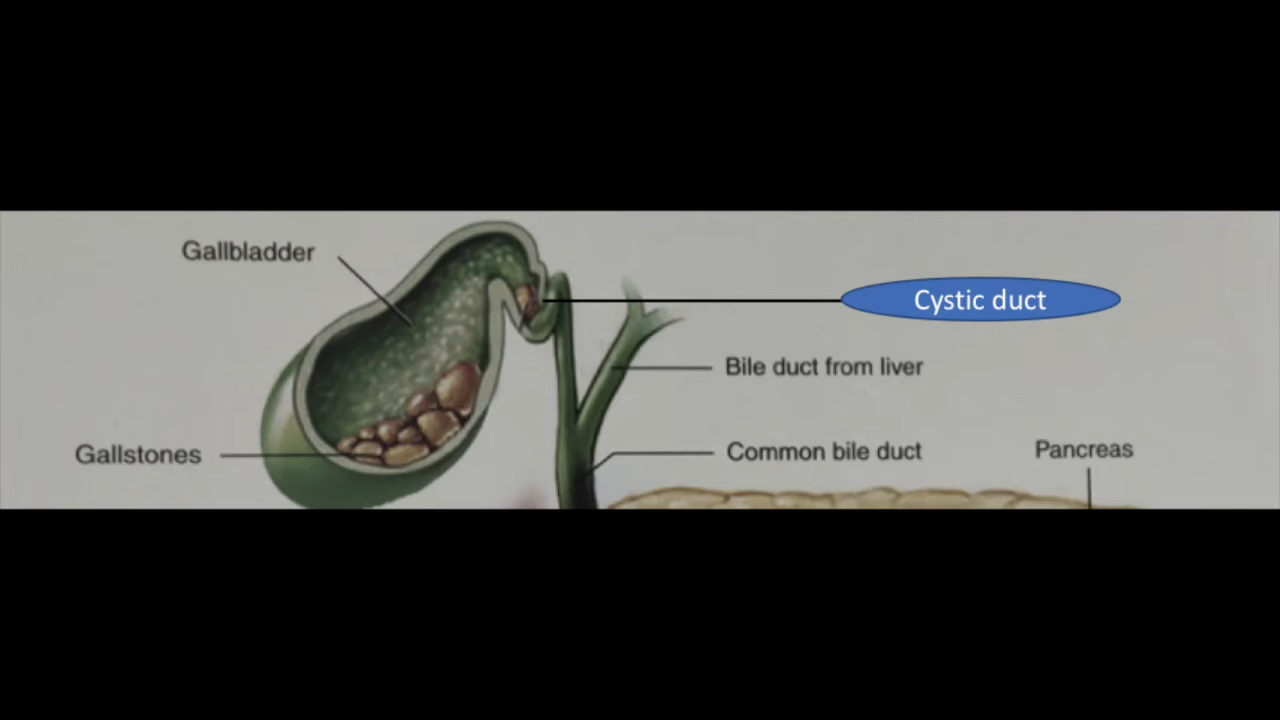 Gallbladder
Cystic duct
Bile duct from liver
Gallstones
Common bile duct
Pancreas